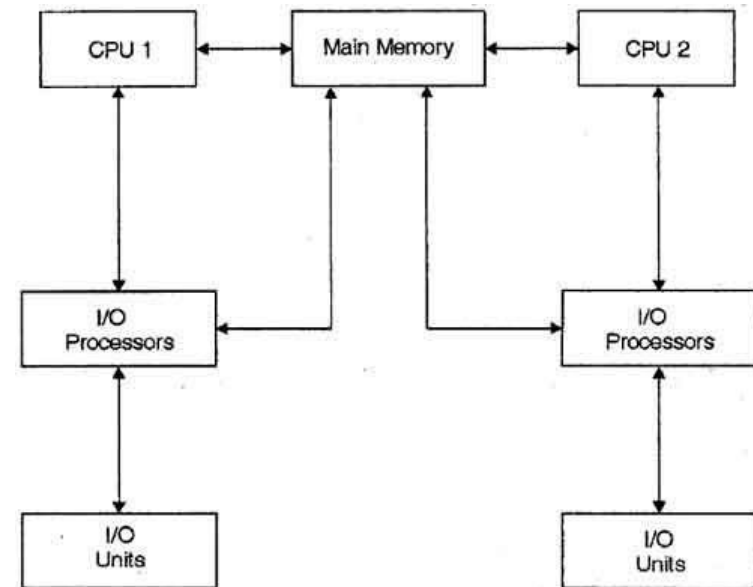 CPU 1
Main Memory
CPU 2
I/O
Processors
I/O
Processors
I/O
Units
I/O
Units